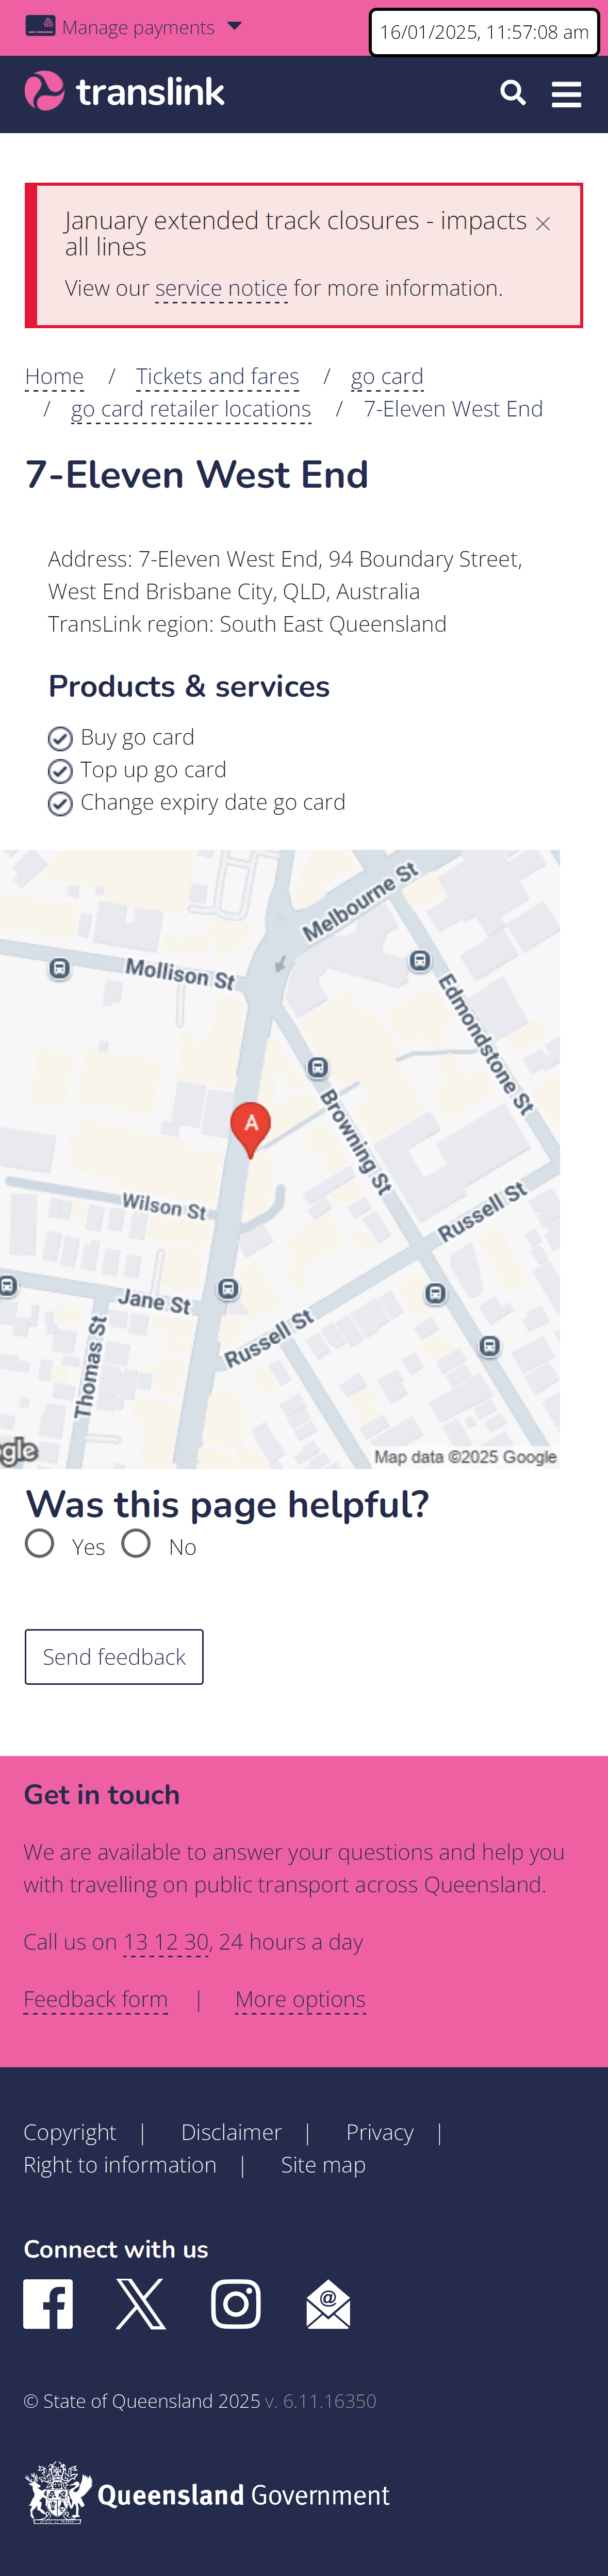 Manage payments
16/01/2025, 11:57:08 am
translink
January extended track closures - impacts
all lines
View our service notice for more information.
Home / Tickets and fares / go card
/ go card retailer locations / 7-Eleven West End
7-Eleven West End
Address: 7-Eleven West End, 94 Boundary Street,
West End Brisbane City, QLD, Australia
TransLink region: South East Queensland
Products & services
Buy go card
Top up go card
Change expiry date go card
Melbourne St
Mollison St
Edmondstone St
A
Browning St
Wilson St
Russell St
Jane St
Russell St
Thomas St
gle
Map data ©2025 Google
Was this page helpful?
Yes No
Send feedback
Get in touch
We are available to answer your questions and help you
with travelling on public transport across Queensland.
Call us on 13 12 30, 24 hours a day
Feedback form | More options
Copyright | Disclaimer | Privacy |
Right to information | Site map
Connect with us
@
© State of Queensland 2025 v. 6.11.16350
Queensland Government